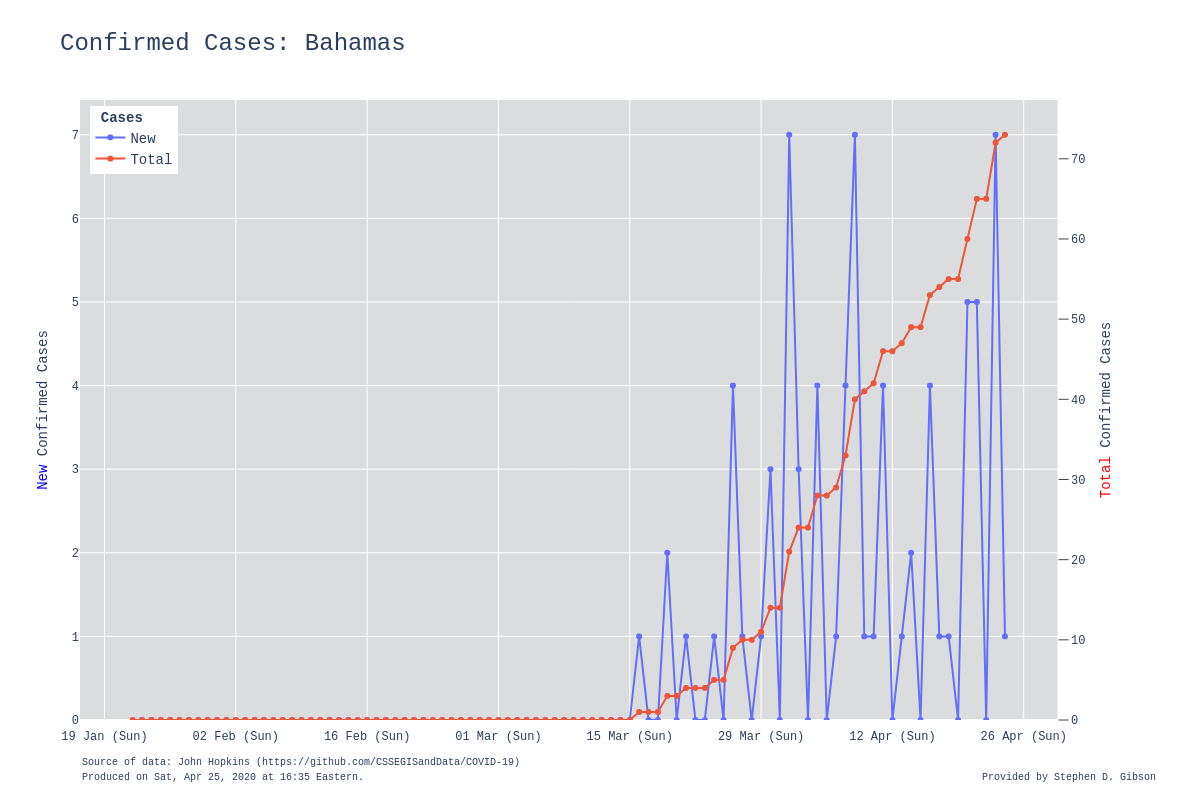 Confirmed Cases: Bahamas
Cases
New
Total
7
6
5
4
3
2
1
0
New Confirmed Cases
70
60
50
40
30
20
10
0
Total Confirmed Cases
19 Jan (Sun)
02 Feb (Sun)
16 Feb (Sun)
01 Mar (Sun)
15 Mar (Sun)
29 Mar (Sun)
12 Apr (Sun)
26 Apr (Sun)
Source of data: John Hopkins (https://github.com/CSSEGISandData/COVID-19)
Produced on Sat, Apr 25, 2020 at 16:35 Eastern.
Provided by Stephen D. Gibson